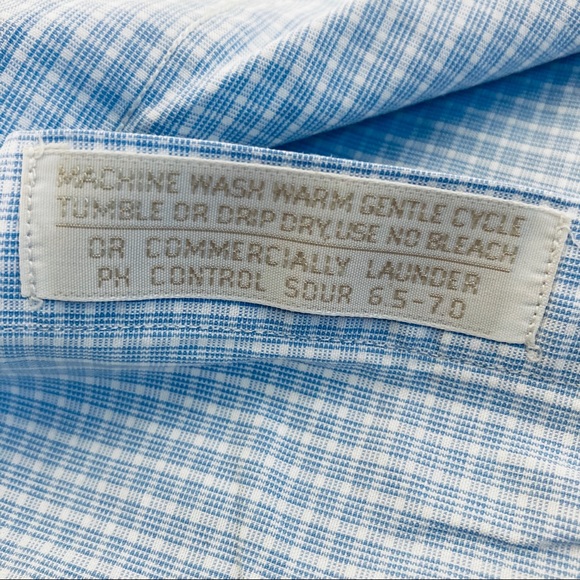 MACHINE WASH WARM GENTLE CYCLE
TUMBLE OR DRIP DRY, USE NO BLEACH
OR COMMERCIALLY LAUNDER
PH CONTROL SOUR 6.5-7.0